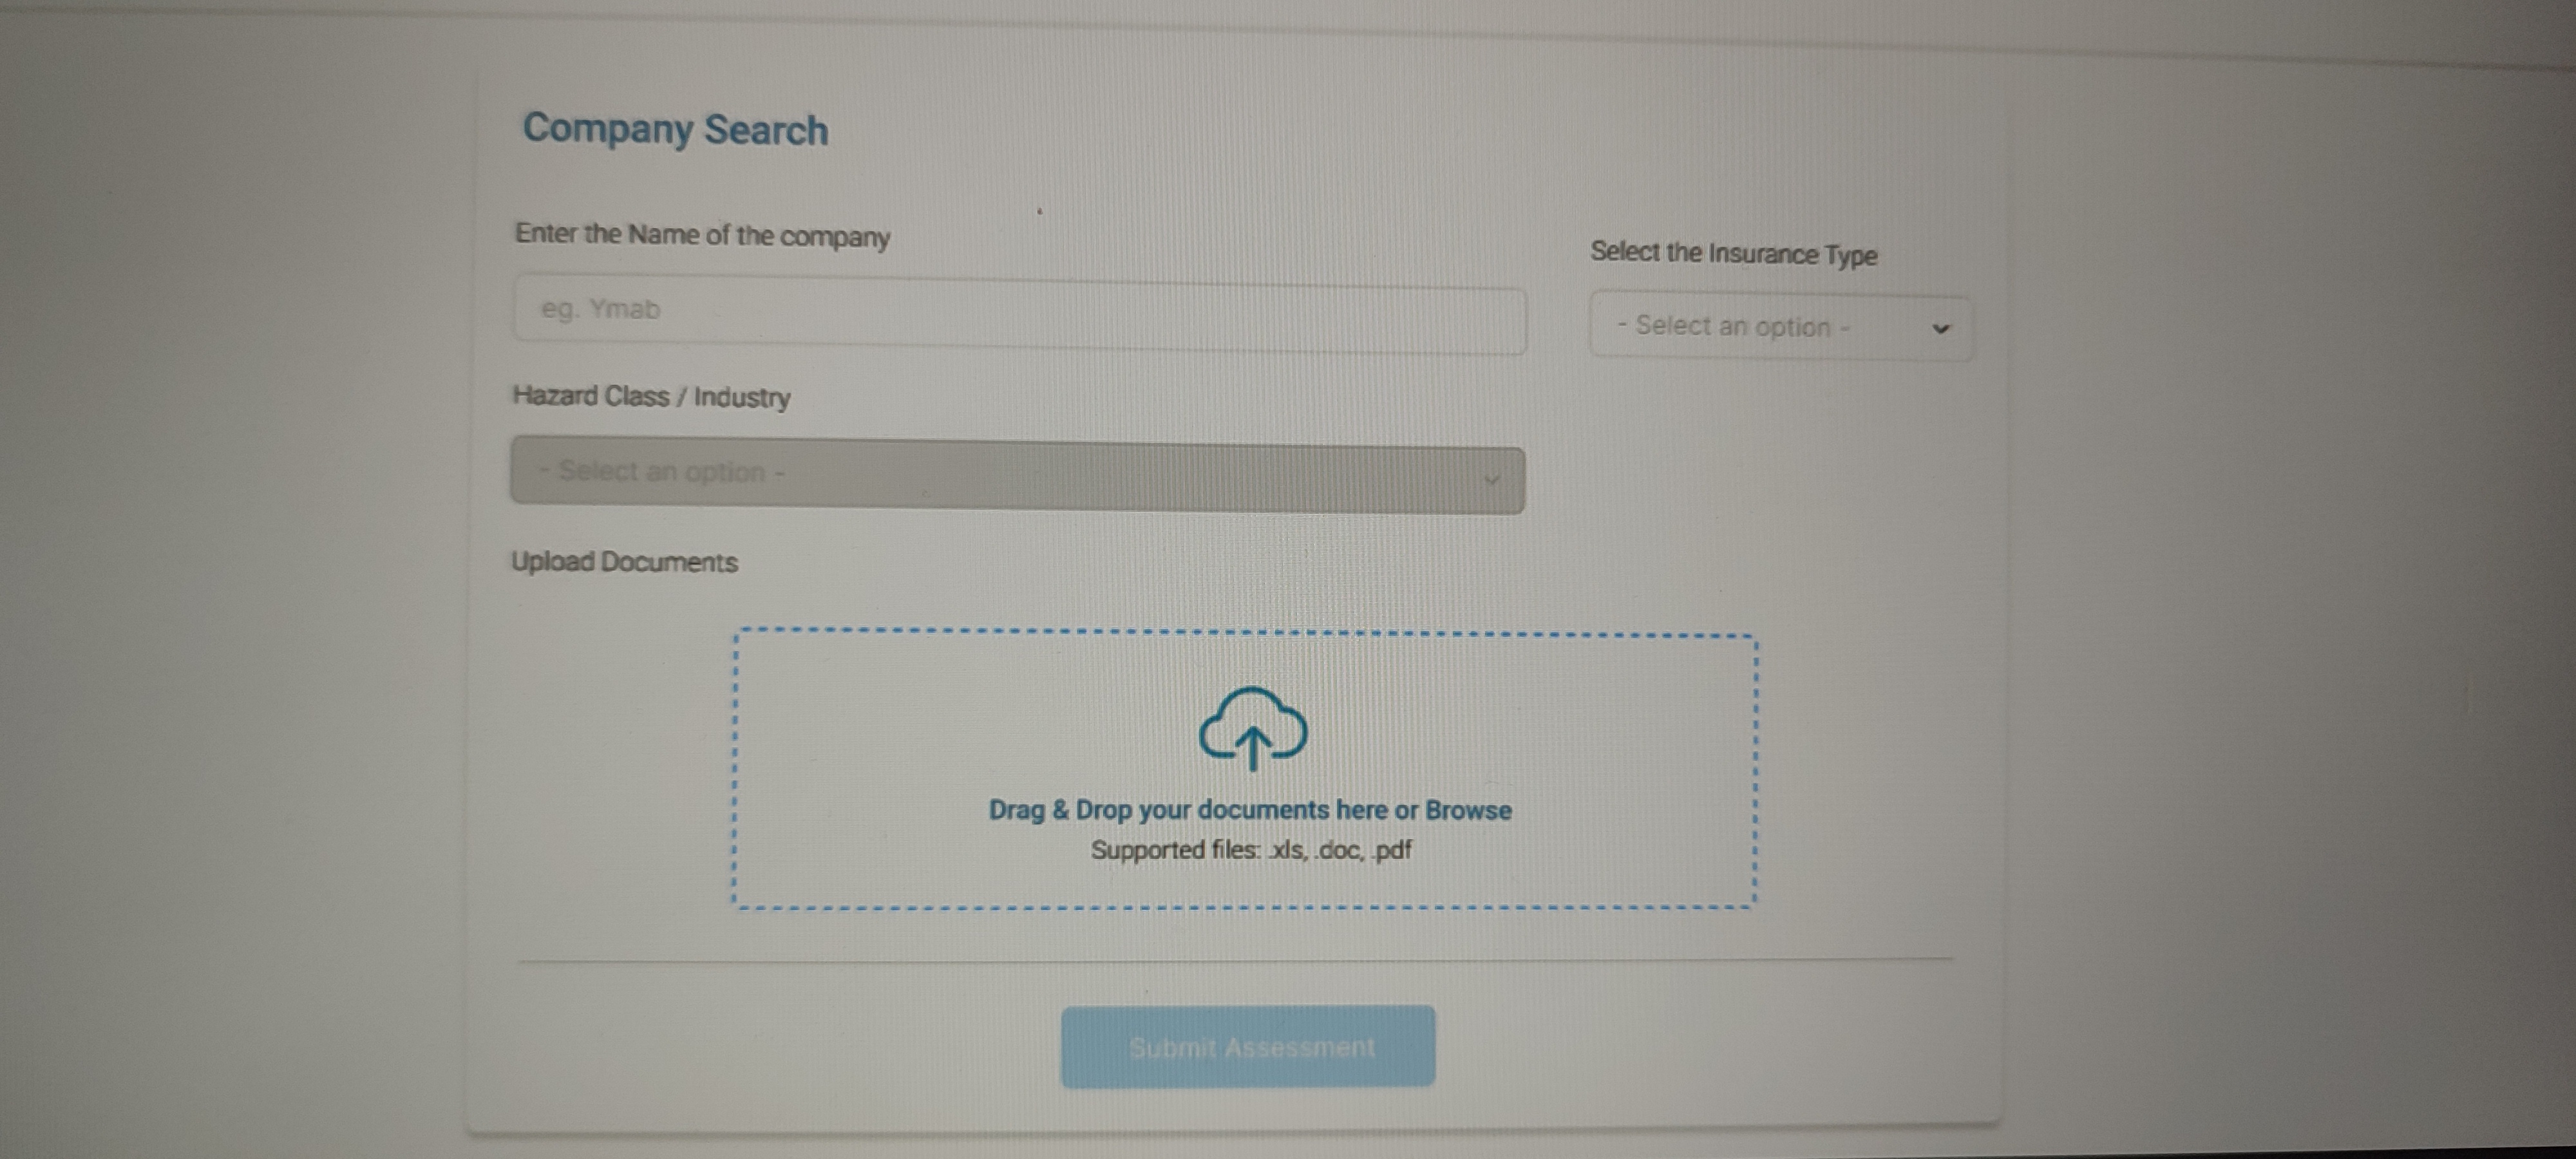 Company Search
Enter the Name of the company
eg. Ymab
Select the Insurance Type
- Select an option -
Hazard Class / Industry
- Select an option -
Upload Documents
Drag & Drop your documents here or Browse
Supported files: .xls, .doc, .pdf
Submit Assessment